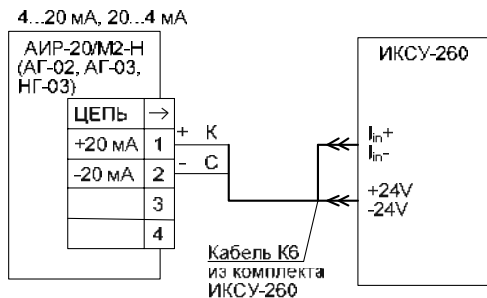 4...20 мА, 20...4 мА
АИР-20/М2-Н
(АГ-02, АГ-03,
НГ-03)
ЦЕПЬ →
+20 мА 1
-20 мА 2
3
4
+ К
- С
ИКСУ-260
Iin+
Iin-
+24V
-24V
Кабель К6
из комплекта
ИКСУ-260